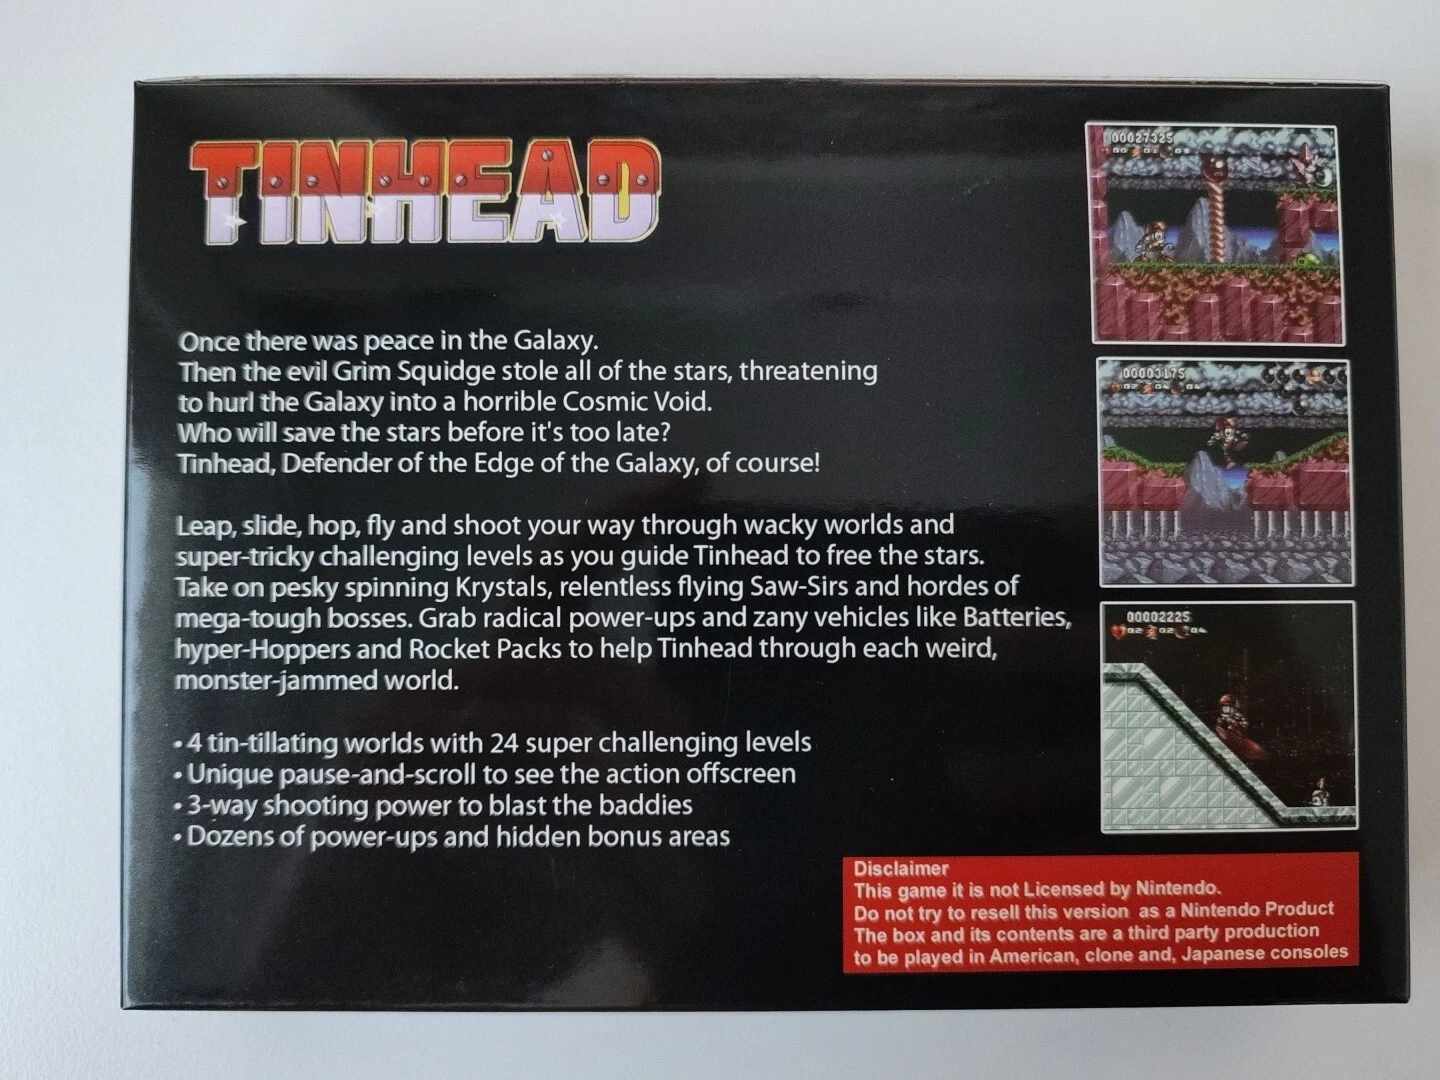 TINHEAD
Once there was peace in the Galaxy.
Then the evil Grim Squidge stole all of the stars, threatening
to hurl the Galaxy into a horrible Cosmic Void.
Who will save the stars before it's too late?
Tinhead, Defender of the Edge of the Galaxy, of course!
Leap, slide, hop, fly and shoot your way through wacky worlds and
super-tricky challenging levels as you guide Tinhead to free the stars.
Take on pesky spinning Krystals, relentless flying Saw-Sirs and hordes of
mega-tough bosses. Grab radical power-ups and zany vehicles like Batteries,
hyper-Hoppers and Rocket Packs to help Tinhead through each weird,
monster-jammed world.
• 4 tin-tillating worlds with 24 super challenging levels
• Unique pause-and-scroll to see the action offscreen
• 3-way shooting power to blast the baddies
• Dozens of power-ups and hidden bonus areas
00027325
00003175
02 04 04
00002225
02 02 04
Disclaimer
This game it is not Licensed by Nintendo.
Do not try to resell this version as a Nintendo Product
The box and its contents are a third party production
to be played in American, clone and, Japanese consoles